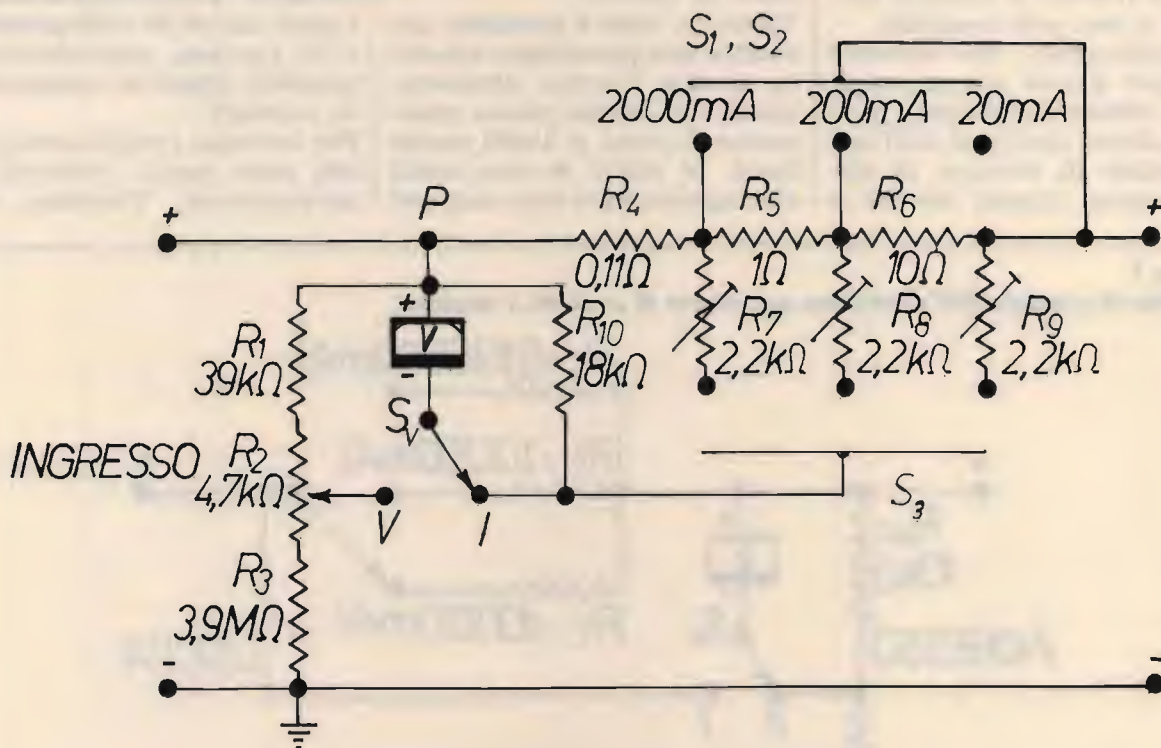 S1, S2
2000mA 200mA 20mA
+ P R4 R5 R6 +
0,11Ω 1Ω 10Ω
+
V
-
R1
39kΩ
R10
18kΩ
R7
2,2kΩ
R8
2,2kΩ
R9
2,2kΩ
SV
INGRESSO
R2
4,7kΩ
V I
S3
R3
3,9MΩ
- -